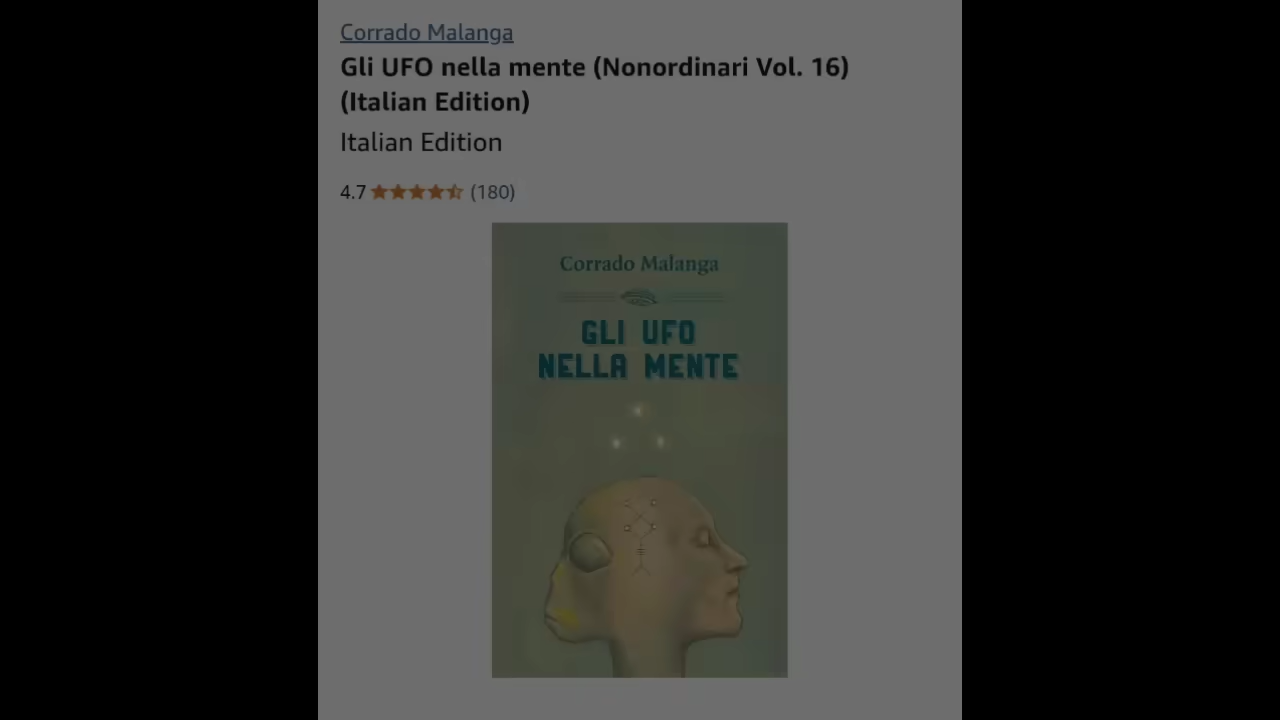 Corrado Malanga
Gli UFO nella mente (Nonordinari Vol. 16)
(Italian Edition)
Italian Edition
4.7 (180)
Corrado Malanga
GLI UFO
NELLA MENTE